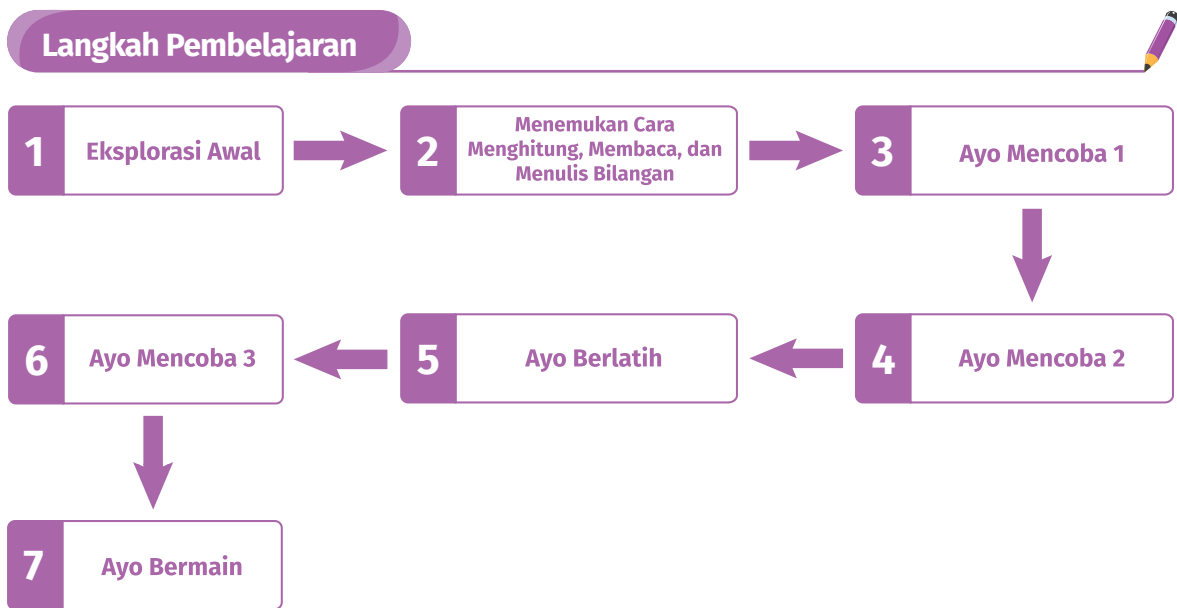 Langkah Pembelajaran
1
Eksplorasi Awal
2
Menemukan Cara
Menghitung, Membaca, dan
Menulis Bilangan
3
Ayo Mencoba 1
4
Ayo Mencoba 2
5
Ayo Berlatih
6
Ayo Mencoba 3
7
Ayo Bermain